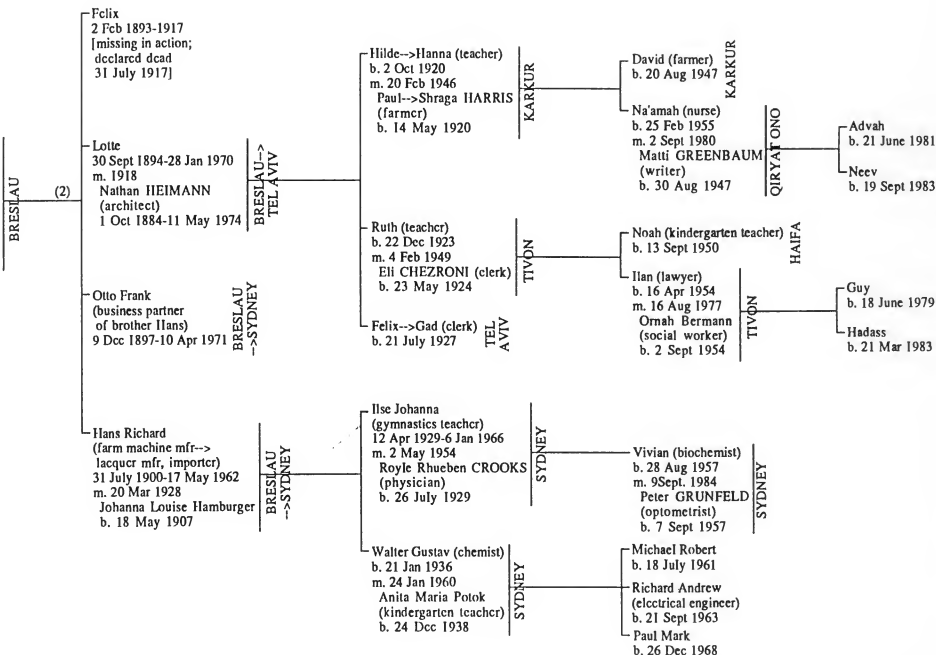 BRESLAU
(2)
Felix
2 Feb 1893-1917
[missing in action;
declared dead
31 July 1917]
Lotte
30 Sept 1894-28 Jan 1970
m. 1918
Nathan HEIMANN
(architect)
1 Oct 1884-11 May 1974
BRESLAU-->
TEL AVIV
Otto Frank
(business partner
of brother Hans)
9 Dec 1897-10 Apr 1971
BRESLAU
-->SYDNEY
Hans Richard
(farm machine mfr-->
lacquer mfr, importer)
31 July 1900-17 May 1962
m. 20 Mar 1928
Johanna Louise Hamburger
b. 18 May 1907
BRESLAU
-->SYDNEY
Hilde-->Hanna (teacher)
b. 2 Oct 1920
m. 20 Feb 1946
Paul-->Shraga HARRIS
(farmer)
b. 14 May 1920
KARKUR
Ruth (teacher)
b. 22 Dec 1923
m. 4 Feb 1949
Eli CHEZRONI (clerk)
b. 23 May 1924
TIVON
Felix-->Gad (clerk)
b. 21 July 1927
TEL
AVIV
Ilse Johanna
(gymnastics teacher)
12 Apr 1929-6 Jan 1966
m. 2 May 1954
Royle Rhueben CROOKS
(physician)
b. 26 July 1929
SYDNEY
Walter Gustav (chemist)
b. 21 Jan 1936
m. 24 Jan 1960
Anita Maria Potok
(kindergarten teacher)
b. 24 Dec 1938
SYDNEY
David (farmer)
b. 20 Aug 1947
KARKUR
Na'amah (nurse)
b. 25 Feb 1955
m. 2 Sept 1980
Matti GREENBAUM
(writer)
b. 30 Aug 1947
QIRYAT ONO
Noah (kindergarten teacher)
b. 13 Sept 1950
HAIFA
Ilan (lawyer)
b. 16 Apr 1954
m. 16 Aug 1977
Ornah Bermann
(social worker)
b. 2 Sept 1954
TIVON
Vivian (biochemist)
b. 28 Aug 1957
m. 9Sept. 1984
Peter GRUNFELD
(optometrist)
b. 7 Sept 1957
SYDNEY
Michael Robert
b. 18 July 1961
Richard Andrew
(electrical engineer)
b. 21 Sept 1963
Paul Mark
b. 26 Dec 1968
Advah
b. 21 June 1981
Neev
b. 19 Sept 1983
Guy
b. 18 June 1979
Hadass
b. 21 Mar 1983